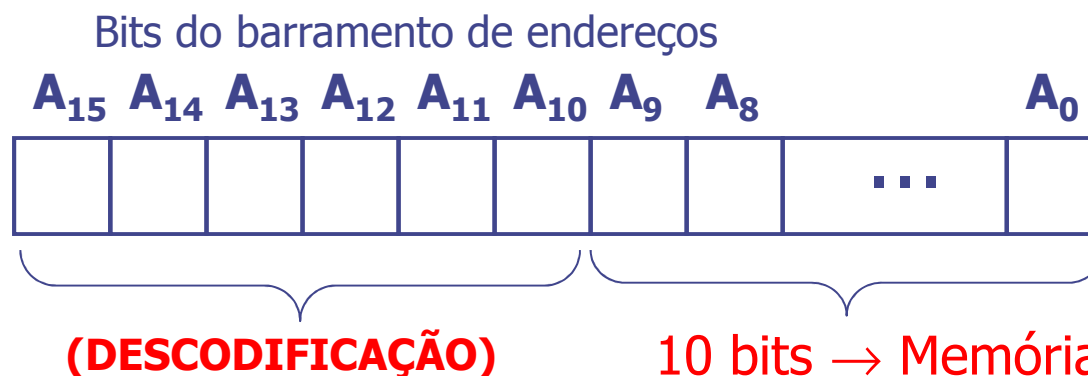 Bits do barramento de endereços
A₁₅ A₁₄ A₁₃ A₁₂ A₁₁ A₁₀ A₉ A₈ A₀
...
(DESCODIFICAÇÃO) 10 bits → Memória